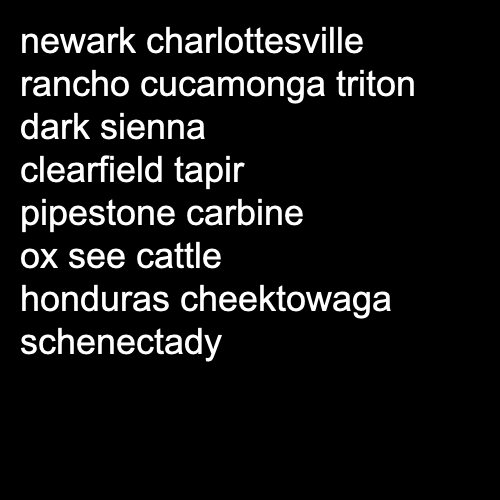 newark charlottesville
rancho cucamonga triton
dark sienna
clearfield tapir
pipestone carbine
ox see cattle
honduras cheektowaga
schenectady